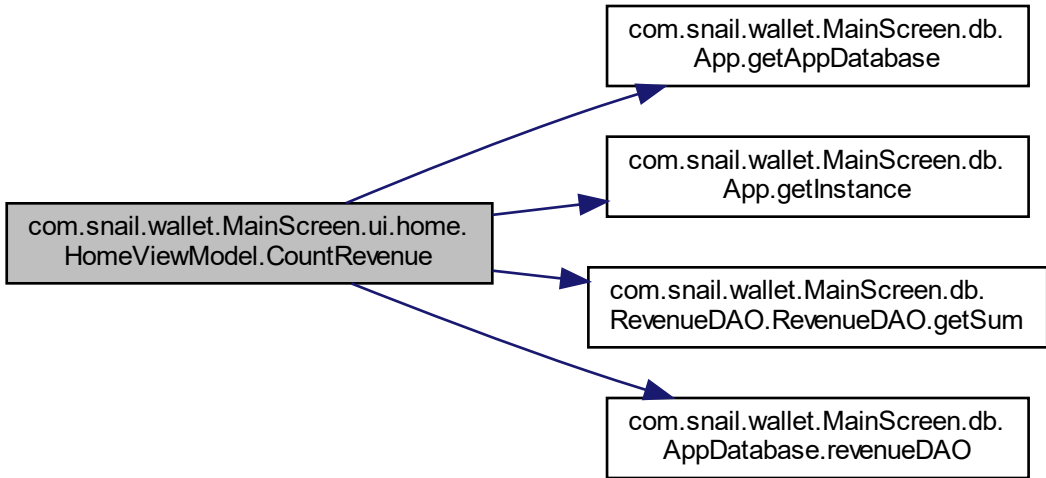 com.snail.wallet.MainScreen.db.
App.getAppDatabase
com.snail.wallet.MainScreen.db.
App.getInstance
com.snail.wallet.MainScreen.ui.home.
HomeViewModel.CountRevenue
com.snail.wallet.MainScreen.db.
RevenueDAO.RevenueDAO.getSum
com.snail.wallet.MainScreen.db.
AppDatabase.revenueDAO